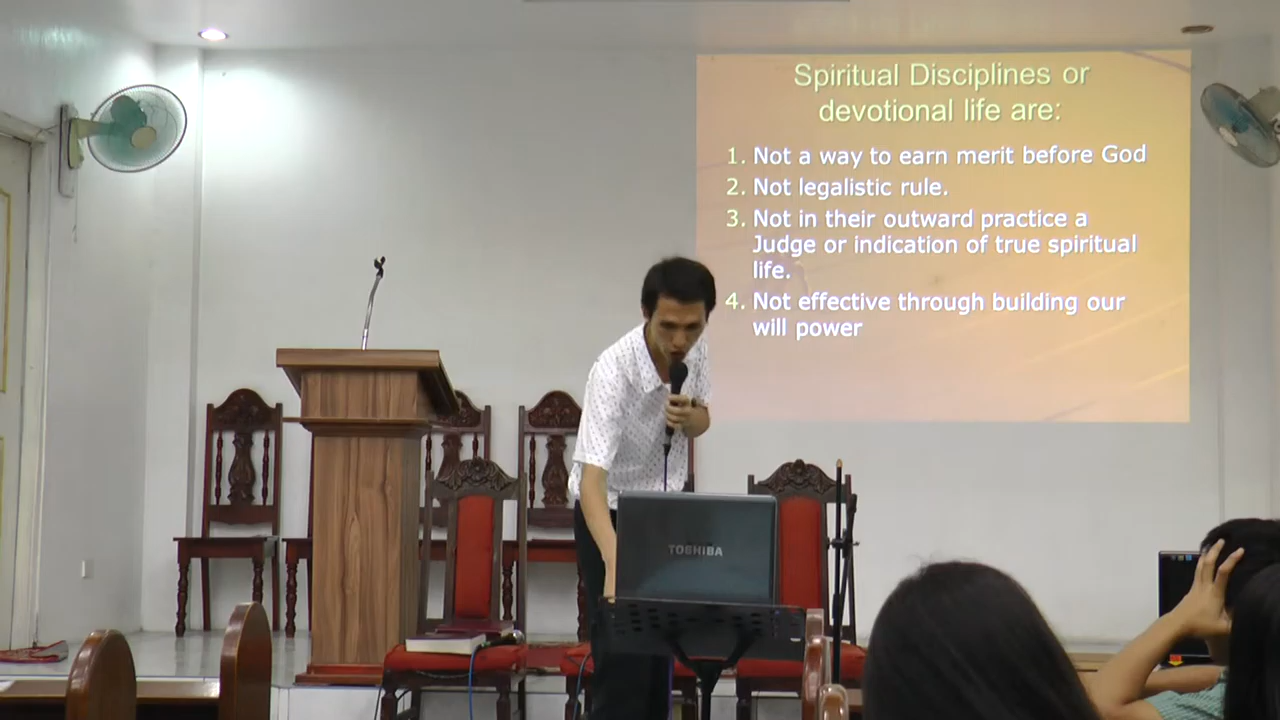 Spiritual Disciplines or
devotional life are:
1. Not a way to earn merit before God
2. Not legalistic rule.
3. Not in their outward practice a
Judge or indication of true spiritual
life.
4. Not effective through building our
will power
TOSHIBA